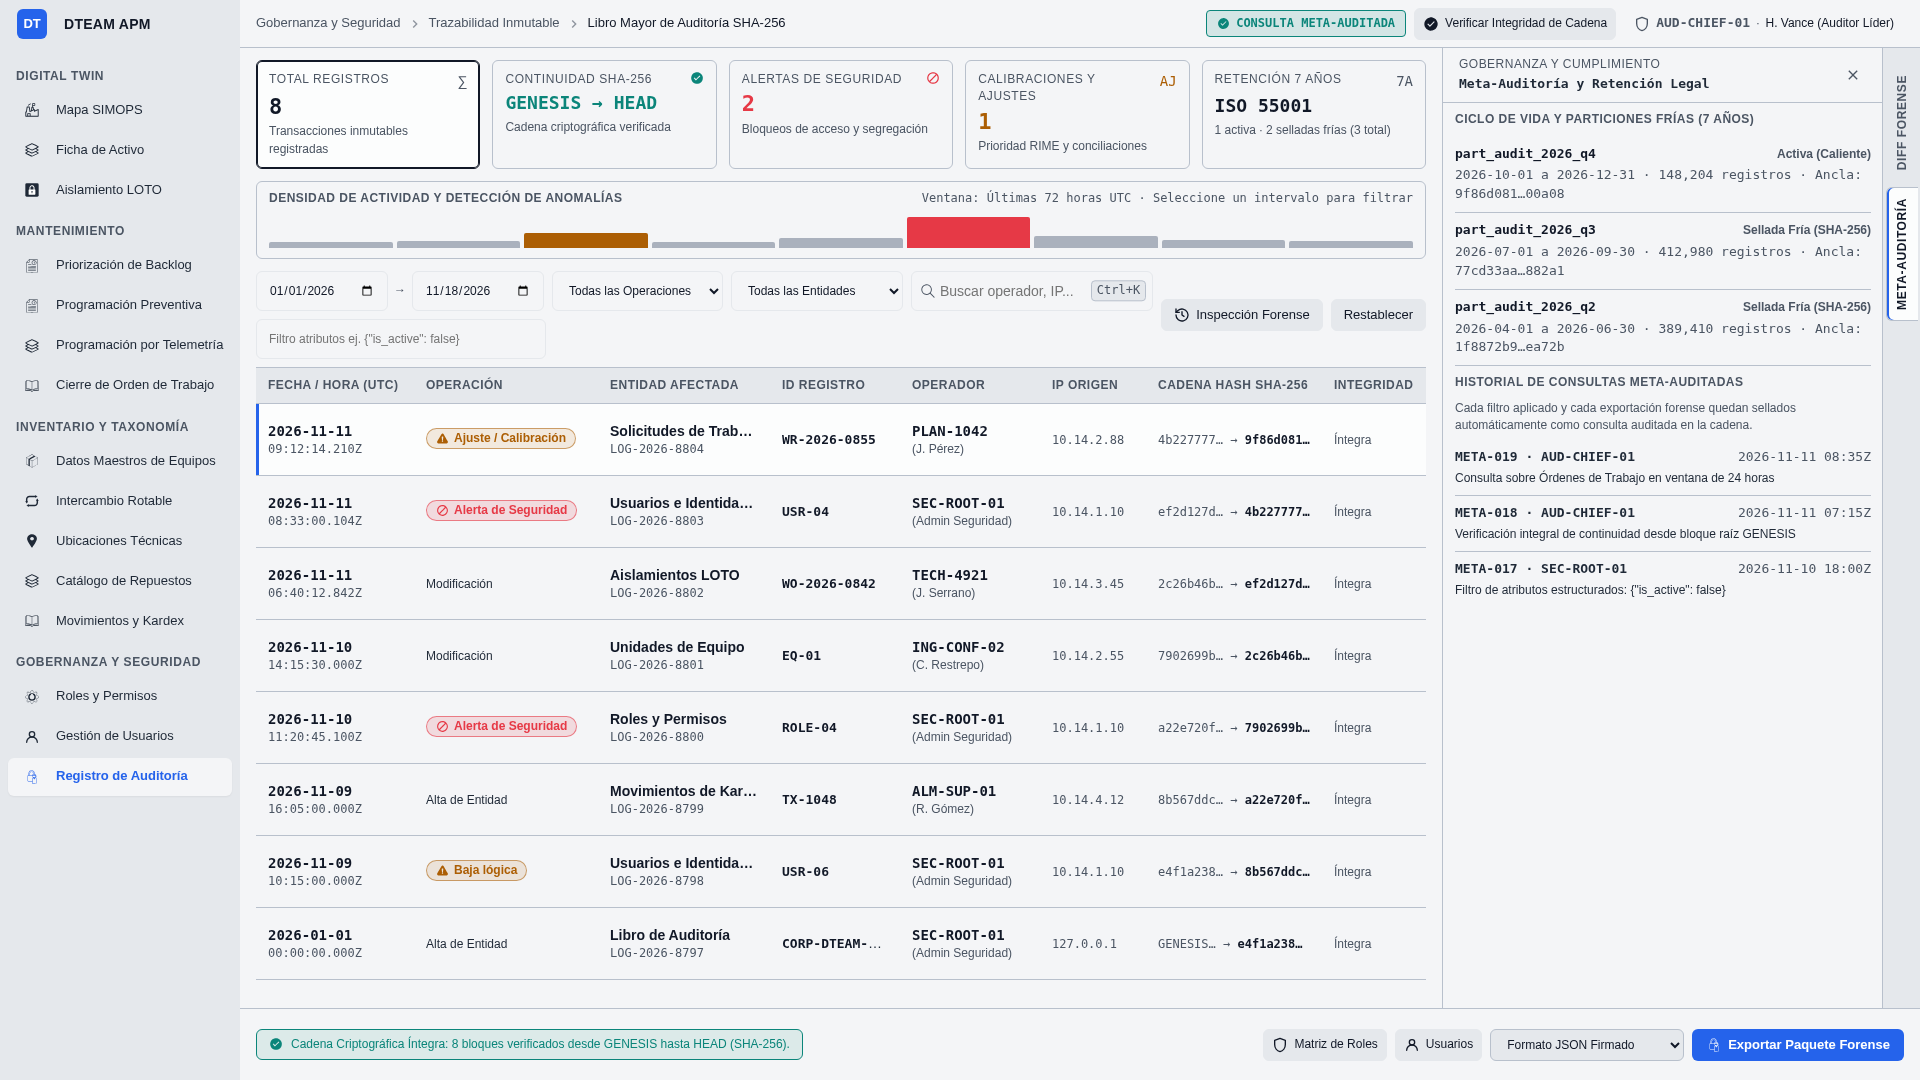 DT DTEAM APM
DIGITAL TWIN
Mapa SIMOPS
Ficha de Activo
Aislamiento LOTO
MANTENIMIENTO
Priorización de Backlog
Programación Preventiva
Programación por Telemetría
Cierre de Orden de Trabajo
INVENTARIO Y TAXONOMÍA
Datos Maestros de Equipos
Intercambio Rotable
Ubicaciones Técnicas
Catálogo de Repuestos
Movimientos y Kardex
GOBERNANZA Y SEGURIDAD
Roles y Permisos
Gestión de Usuarios
Registro de Auditoría
Gobernanza y Seguridad > Trazabilidad Inmutable > Libro Mayor de Auditoría SHA-256
CONSULTA META-AUDITADA
Verificar Integridad de Cadena
AUD-CHIEF-01 · H. Vance (Auditor Líder)
TOTAL REGISTROS ∑
8
Transacciones inmutables
registradas
CONTINUIDAD SHA-256
GENESIS → HEAD
Cadena criptográfica verificada
ALERTAS DE SEGURIDAD
2
Bloqueos de acceso y segregación
CALIBRACIONES Y AJUSTES AJ
1
Prioridad RIME y conciliaciones
RETENCIÓN 7 AÑOS 7A
ISO 55001
1 activa · 2 selladas frías (3 total)
DENSIDAD DE ACTIVIDAD Y DETECCIÓN DE ANOMALÍAS
Ventana: Últimas 72 horas UTC · Seleccione un intervalo para filtrar
01/01/2026 → 11/18/2026
Todas las Operaciones
Todas las Entidades
Buscar operador, IP... Ctrl+K
Inspección Forense
Restablecer
Filtro atributos ej. {"is_active": false}
FECHA / HORA (UTC) OPERACIÓN ENTIDAD AFECTADA ID REGISTRO OPERADOR IP ORIGEN CADENA HASH SHA-256 INTEGRIDAD
2026-11-11 Ajuste / Calibración Solicitudes de Trab… WR-2026-0855 PLAN-1042 10.14.2.88 4b227777… → 9f86d081… Íntegra
09:12:14.210Z LOG-2026-8804 (J. Pérez)
2026-11-11 Alerta de Seguridad Usuarios e Identida… USR-04 SEC-ROOT-01 10.14.1.10 ef2d127d… → 4b227777… Íntegra
08:33:00.104Z LOG-2026-8803 (Admin Seguridad)
2026-11-11 Modificación Aislamientos LOTO WO-2026-0842 TECH-4921 10.14.3.45 2c26b46b… → ef2d127d… Íntegra
06:40:12.842Z LOG-2026-8802 (J. Serrano)
2026-11-10 Modificación Unidades de Equipo EQ-01 ING-CONF-02 10.14.2.55 7902699b… → 2c26b46b… Íntegra
14:15:30.000Z LOG-2026-8801 (C. Restrepo)
2026-11-10 Alerta de Seguridad Roles y Permisos ROLE-04 SEC-ROOT-01 10.14.1.10 a22e720f… → 7902699b… Íntegra
11:20:45.100Z LOG-2026-8800 (Admin Seguridad)
2026-11-09 Alta de Entidad Movimientos de Kar… TX-1048 ALM-SUP-01 10.14.4.12 8b567ddc… → a22e720f… Íntegra
16:05:00.000Z LOG-2026-8799 (R. Gómez)
2026-11-09 Baja lógica Usuarios e Identida… USR-06 SEC-ROOT-01 10.14.1.10 e4f1a238… → 8b567ddc… Íntegra
10:15:00.000Z LOG-2026-8798 (Admin Seguridad)
2026-01-01 Alta de Entidad Libro de Auditoría CORP-DTEAM-… SEC-ROOT-01 127.0.0.1 GENESIS… → e4f1a238… Íntegra
00:00:00.000Z LOG-2026-8797 (Admin Seguridad)
GOBERNANZA Y CUMPLIMIENTO
Meta-Auditoría y Retención Legal
CICLO DE VIDA Y PARTICIONES FRÍAS (7 AÑOS)
part_audit_2026_q4 Activa (Caliente)
2026-10-01 a 2026-12-31 · 148,204 registros · Ancla:
9f86d081…00a08
part_audit_2026_q3 Sellada Fría (SHA-256)
2026-07-01 a 2026-09-30 · 412,980 registros · Ancla:
77cd33aa…882a1
part_audit_2026_q2 Sellada Fría (SHA-256)
2026-04-01 a 2026-06-30 · 389,410 registros · Ancla:
1f8872b9…ea72b
HISTORIAL DE CONSULTAS META-AUDITADAS
Cada filtro aplicado y cada exportación forense quedan sellados
automáticamente como consulta auditada en la cadena.
META-019 · AUD-CHIEF-01 2026-11-11 08:35Z
Consulta sobre Órdenes de Trabajo en ventana de 24 horas
META-018 · AUD-CHIEF-01 2026-11-11 07:15Z
Verificación integral de continuidad desde bloque raíz GENESIS
META-017 · SEC-ROOT-01 2026-11-10 18:00Z
Filtro de atributos estructurados: {"is_active": false}
DIFF FORENSE
META-AUDITORÍA
Cadena Criptográfica Íntegra: 8 bloques verificados desde GENESIS hasta HEAD (SHA-256).
Matriz de Roles
Usuarios
Formato JSON Firmado
Exportar Paquete Forense